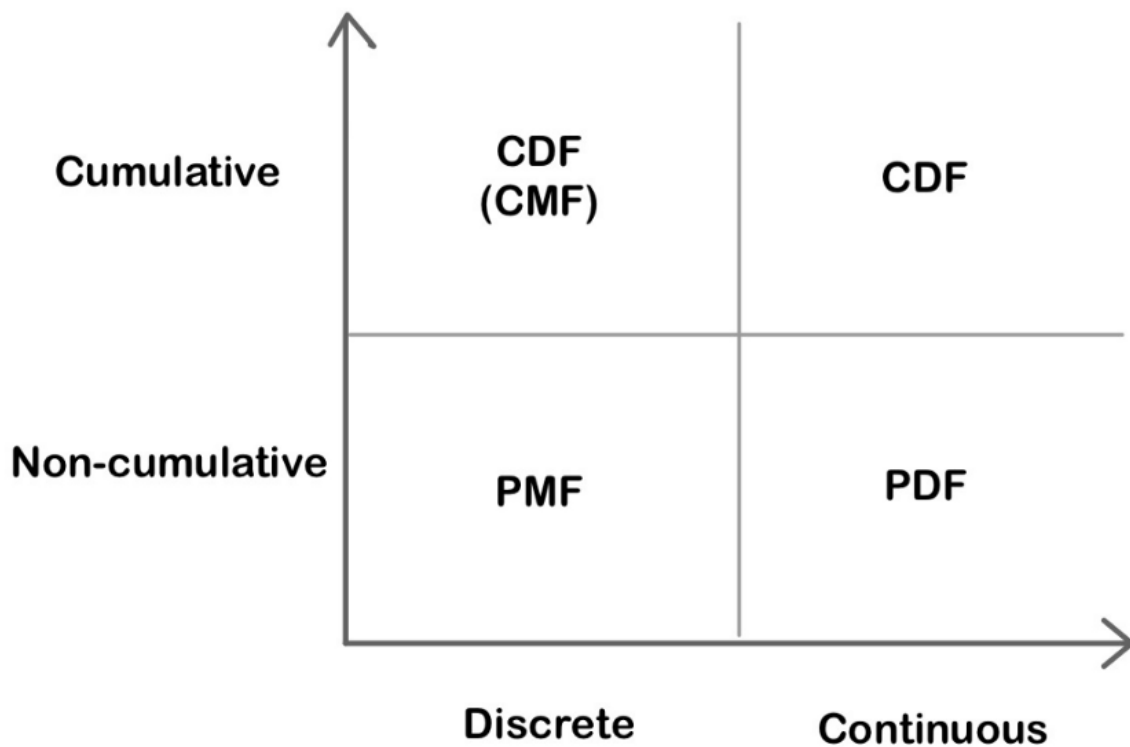 CDF
(CMF)
CDF
Cumulative
Non-cumulative
PMF
PDF
Discrete
Continuous